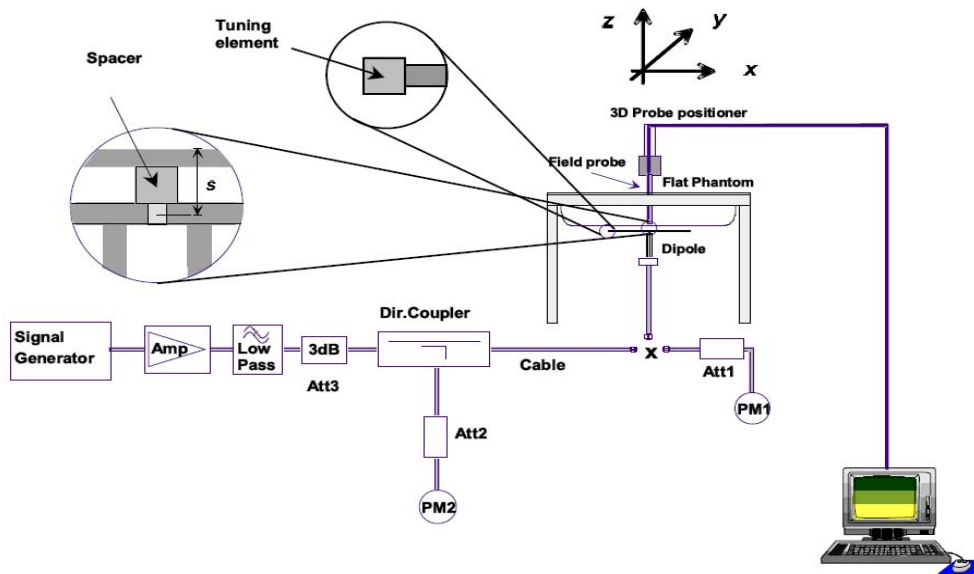 Tuning
element
Spacer
s
z
y
x
3D Probe positioner
Field probe
Flat Phantom
Dipole
Dir.Coupler
Signal
Generator
Amp
Low
Pass
3dB
Att3
Cable
x
Att1
PM1
Att2
PM2